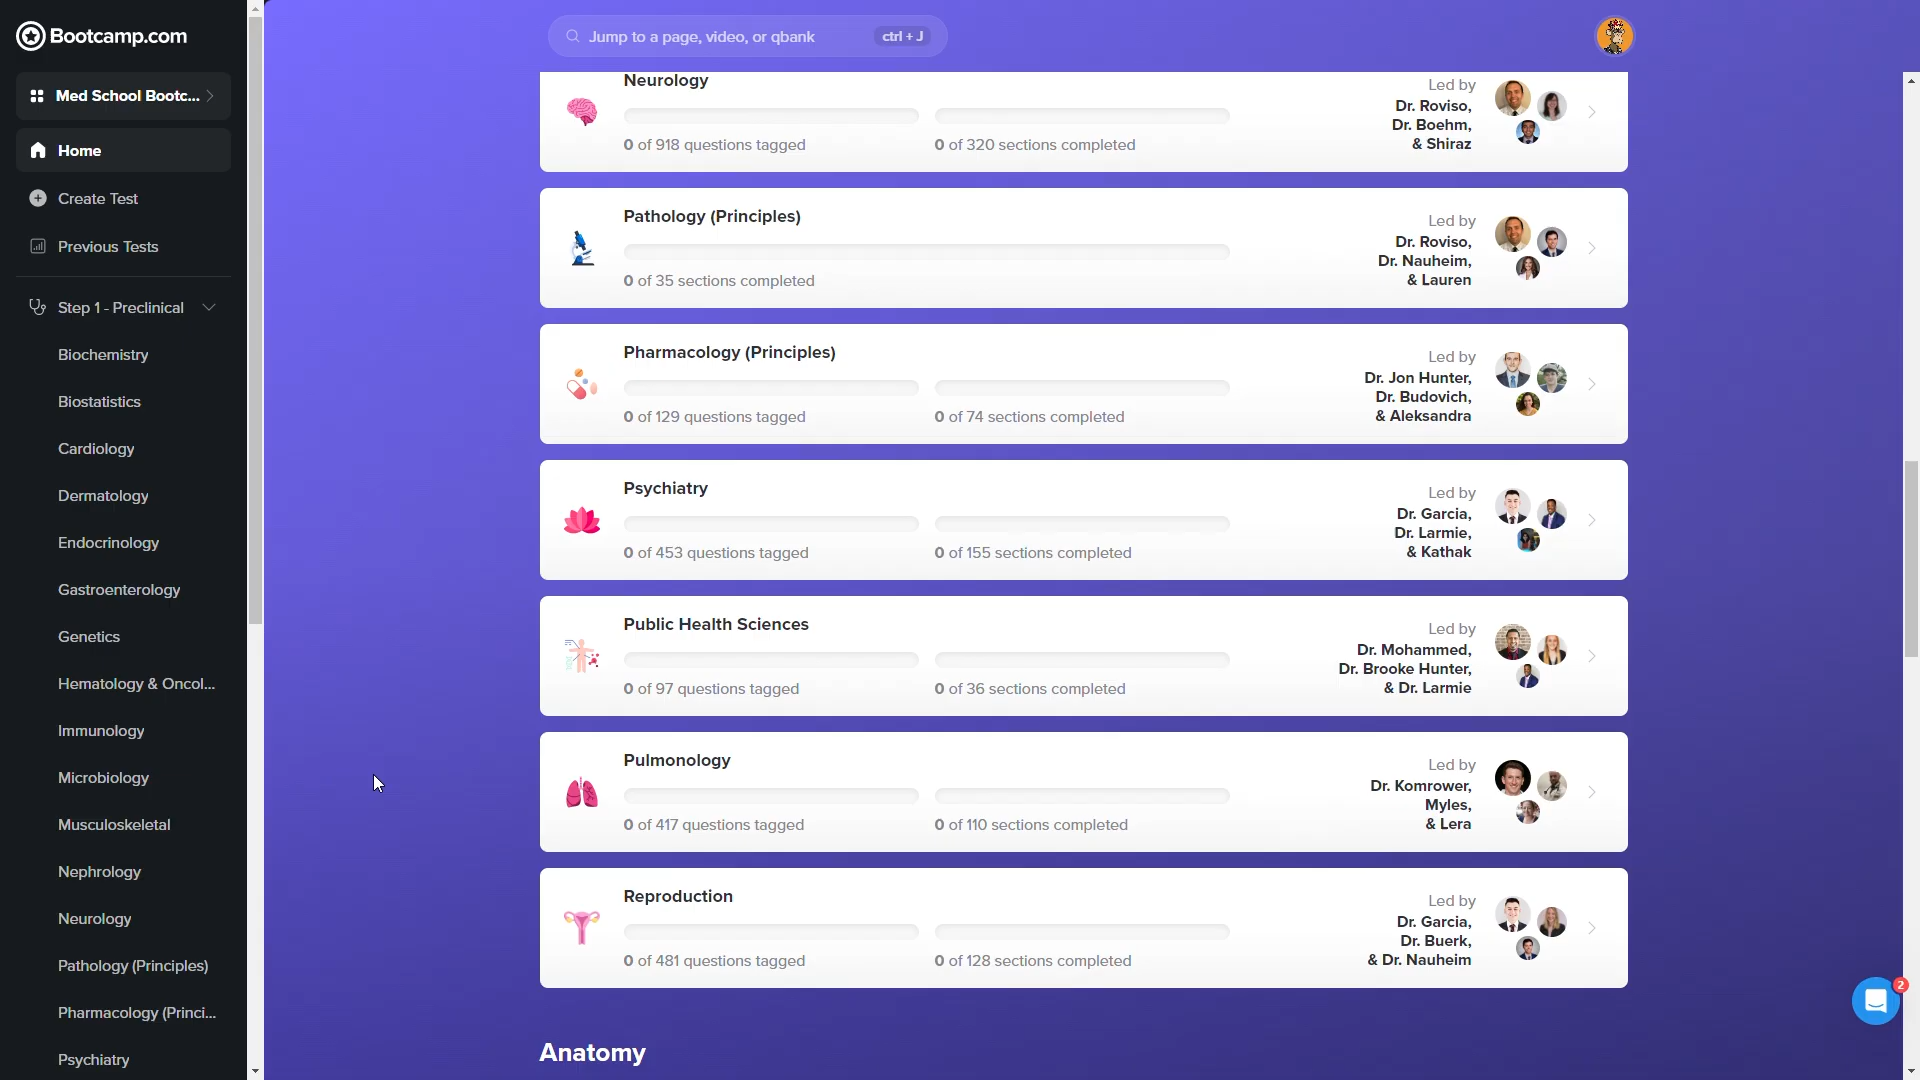 Bootcamp.com
Med School Bootc...
Home
Create Test
Previous Tests
Step 1 - Preclinical
Biochemistry
Biostatistics
Cardiology
Dermatology
Endocrinology
Gastroenterology
Genetics
Hematology & Oncol...
Immunology
Microbiology
Musculoskeletal
Nephrology
Neurology
Pathology (Principles)
Pharmacology (Princi...
Psychiatry
Jump to a page, video, or qbank
ctrl + J
Neurology
0 of 918 questions tagged
0 of 320 sections completed
Led by
Dr. Roviso,
Dr. Boehm,
& Shiraz
Pathology (Principles)
0 of 35 sections completed
Led by
Dr. Roviso,
Dr. Nauheim,
& Lauren
Pharmacology (Principles)
0 of 129 questions tagged
0 of 74 sections completed
Led by
Dr. Jon Hunter,
Dr. Budovich,
& Aleksandra
Psychiatry
0 of 453 questions tagged
0 of 155 sections completed
Led by
Dr. Garcia,
Dr. Larmie,
& Kathak
Public Health Sciences
0 of 97 questions tagged
0 of 36 sections completed
Led by
Dr. Mohammed,
Dr. Brooke Hunter,
& Dr. Larmie
Pulmonology
0 of 417 questions tagged
0 of 110 sections completed
Led by
Dr. Komrower,
Myles,
& Lera
Reproduction
0 of 481 questions tagged
0 of 128 sections completed
Led by
Dr. Garcia,
Dr. Buerk,
& Dr. Nauheim
Anatomy
2